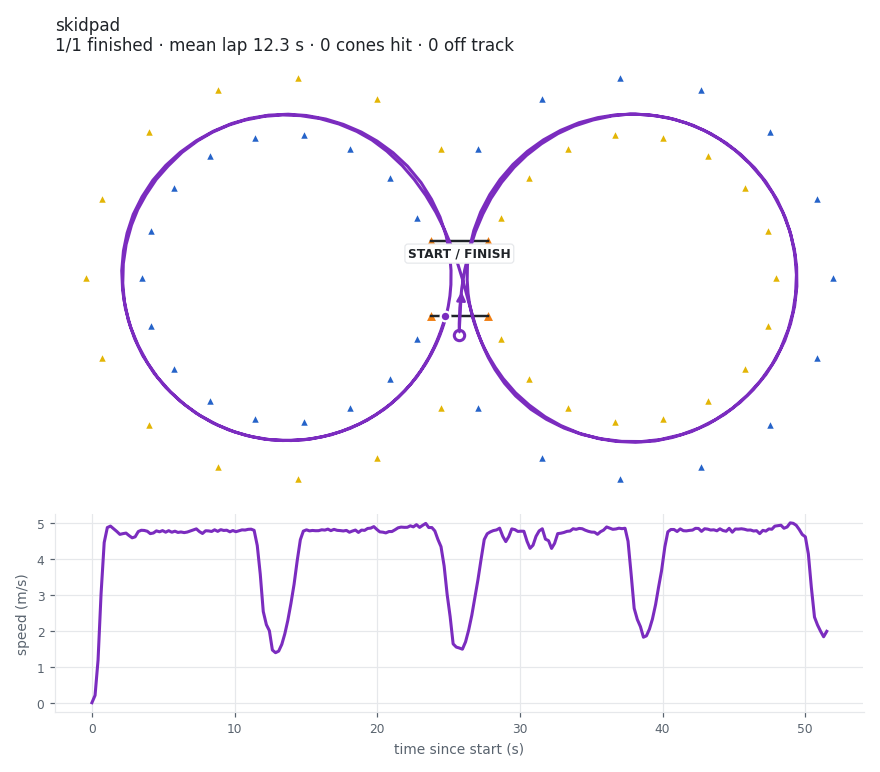 skidpad
1/1 finished · mean lap 12.3 s · 0 cones hit · 0 off track
START / FINISH
5
4
3
2
1
0
speed (m/s)
0 10 20 30 40 50
time since start (s)